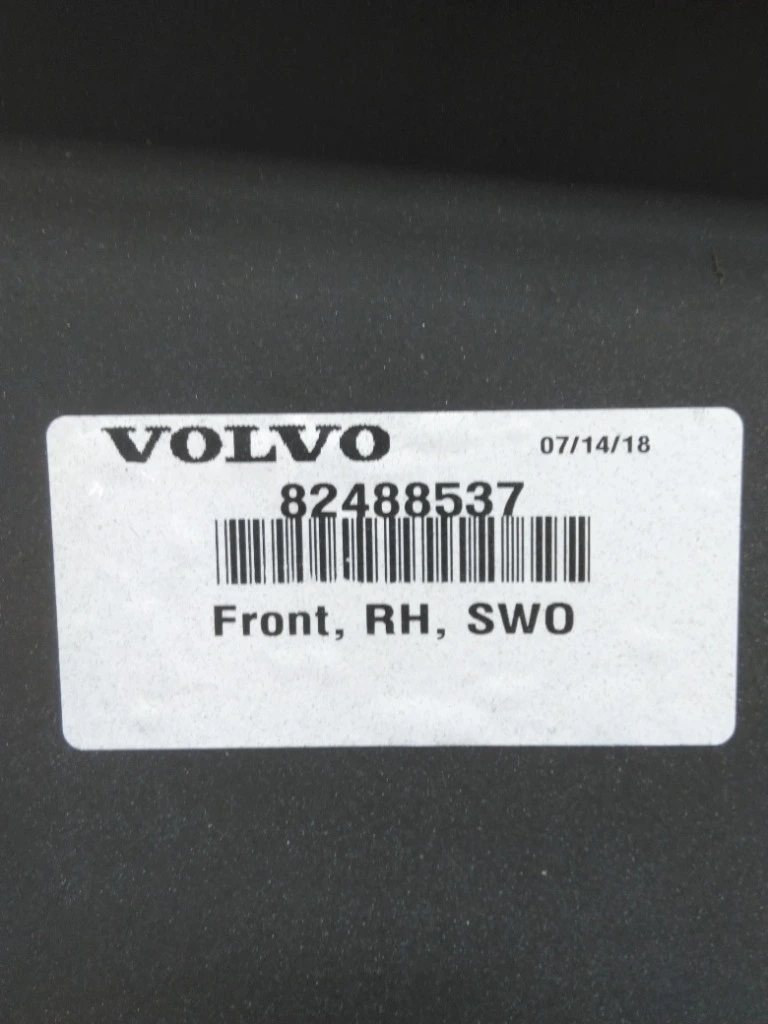 VOLVO 07/14/18
82488537
Front, RH, SWO